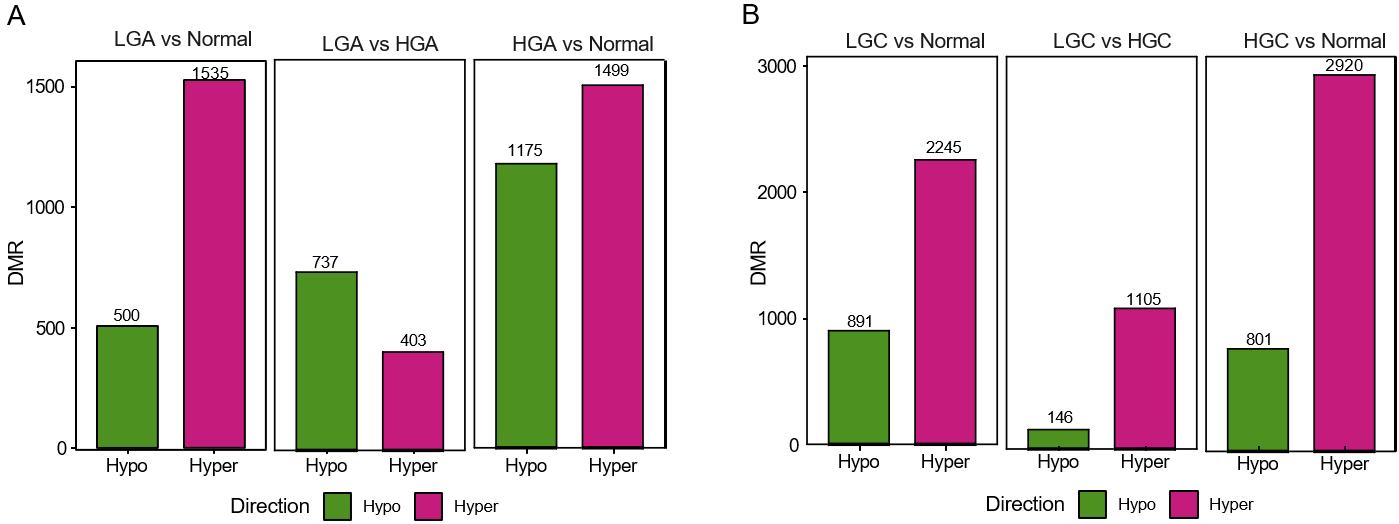 A
LGA vs Normal
LGA vs HGA
HGA vs Normal
DMR
1500
1000
500
0
500
1535
737
403
1175
1499
Hypo
Hyper
Hypo
Hyper
Hypo
Hyper
Direction Hypo Hyper
B
LGC vs Normal
LGC vs HGC
HGC vs Normal
DMR
3000
2000
1000
0
891
2245
146
1105
801
2920
Hypo
Hyper
Hypo
Hyper
Hypo
Hyper
Direction Hypo Hyper